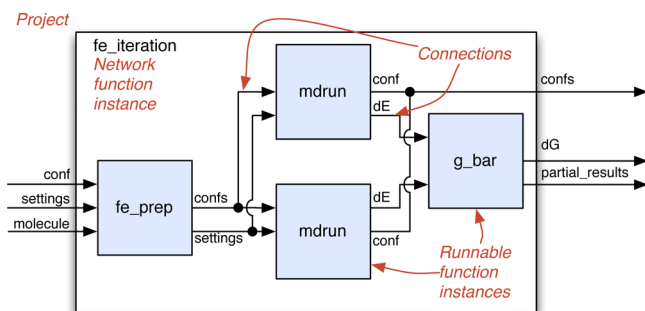 Project
fe_iteration
Network
function
instance
Connections
mdrun
conf
dE
confs
conf
settings
molecule
fe_prep
confs
settings
mdrun
dE
conf
g_bar
dG
partial_results
Runnable
function
instances